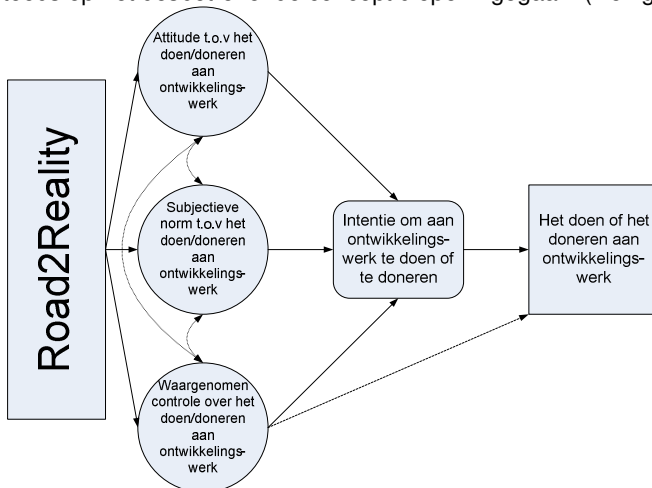 Road2Reality
Attitude t.o.v het
doen/doneren
aan
ontwikkelings-
werk
Subjectieve
norm t.o.v het
doen/doneren
aan
ontwikkelings-
werk
Waargenomen
controle over het
doen/doneren
aan
ontwikkelings-
werk
Intentie om aan
ontwikkelings-
werk te doen of
te doneren
Het doen of het
doneren aan
ontwikkelings-
werk